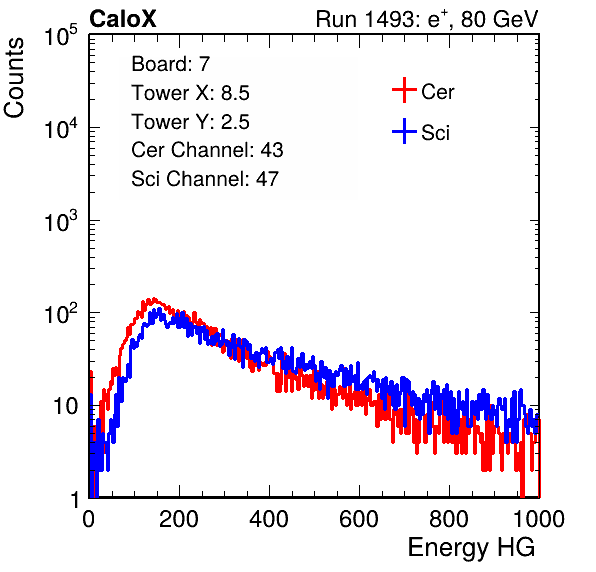 CaloX Run 1493: e⁺, 80 GeV
Board: 7
Tower X: 8.5
Tower Y: 2.5
Cer Channel: 43
Sci Channel: 47
Cer
Sci
Counts
10⁵
10⁴
10³
10²
10
1
0 200 400 600 800 1000
Energy HG